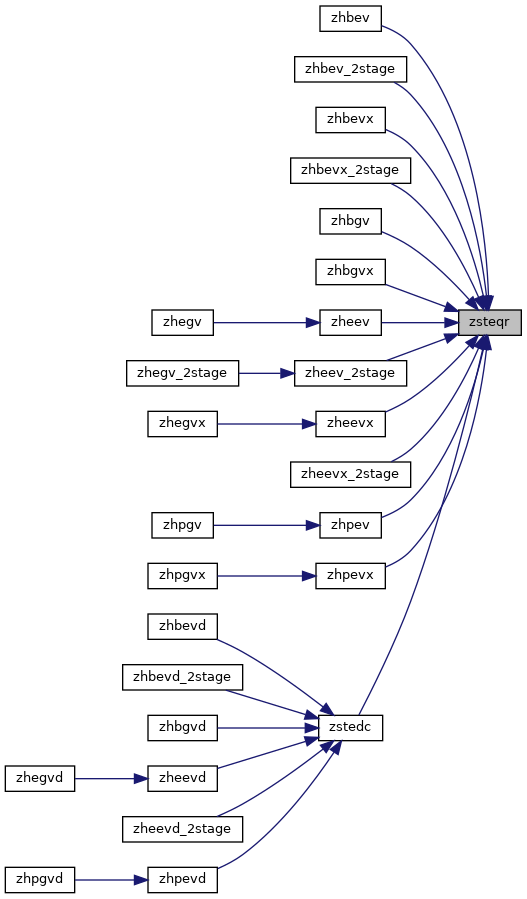 zhbev
zhbev_2stage
zhbevx
zhbevx_2stage
zhbgv
zhbgvx
zhegv
zheev
zsteqr
zhegv_2stage
zheev_2stage
zhegvx
zheevx
zheevx_2stage
zhpgv
zhpev
zhpgvx
zhpevx
zhbevd
zhbevd_2stage
zhbgvd
zstedc
zhegvd
zheevd
zheevd_2stage
zhpgvd
zhpevd